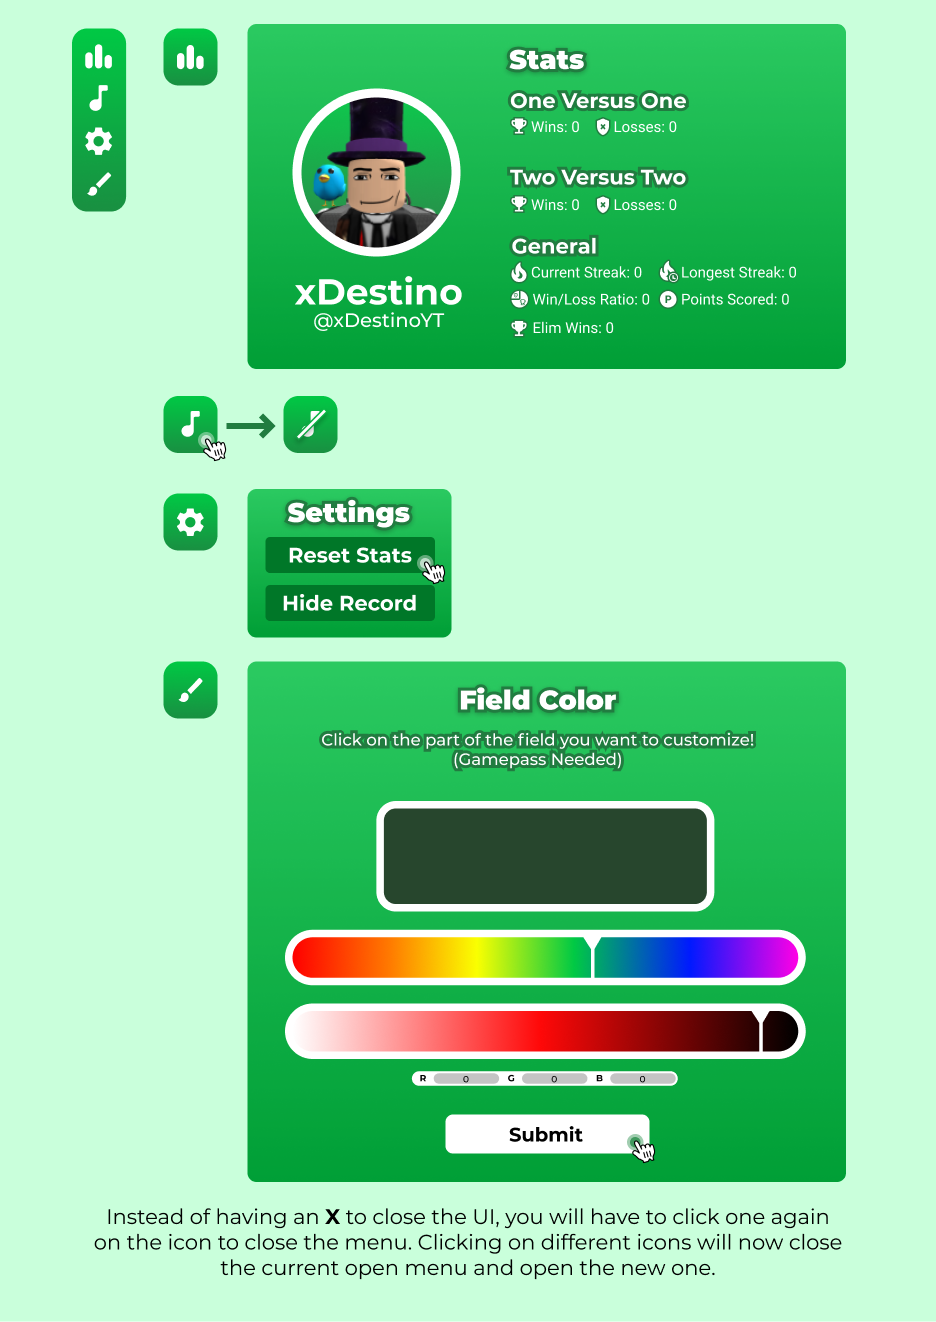 Stats
One Versus One
Wins: 0 Losses: 0
Two Versus Two
Wins: 0 Losses: 0
General
Current Streak: 0 Longest Streak: 0
Win/Loss Ratio: 0 P Points Scored: 0
Elim Wins: 0
xDestino
@xDestinoYT
Settings
Reset Stats
Hide Record
Field Color
Click on the part of the field you want to customize!
(Gamepass Needed)
R 0 G 0 B 0
Submit
Instead of having an X to close the UI, you will have to click one again
on the icon to close the menu. Clicking on different icons will now close
the current open menu and open the new one.